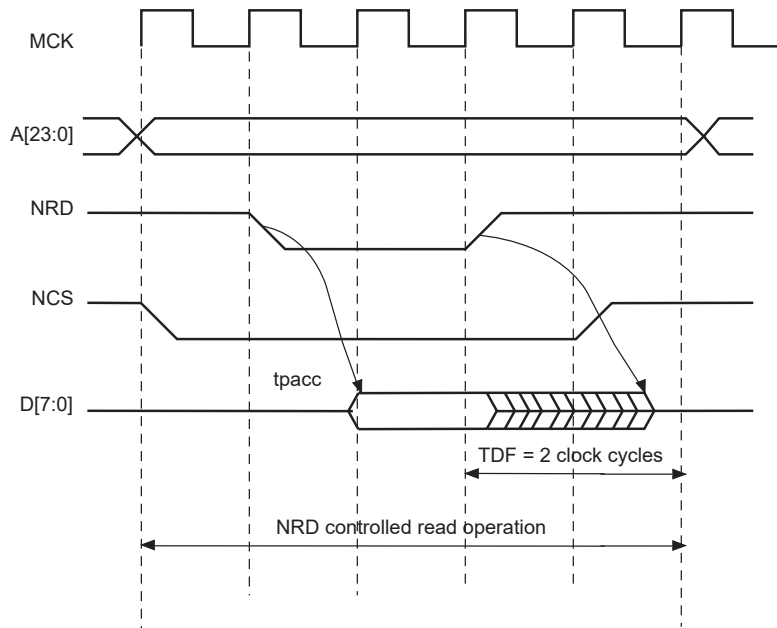 MCK
A[23:0]
NRD
NCS
tpacc
D[7:0]
TDF = 2 clock cycles
NRD controlled read operation